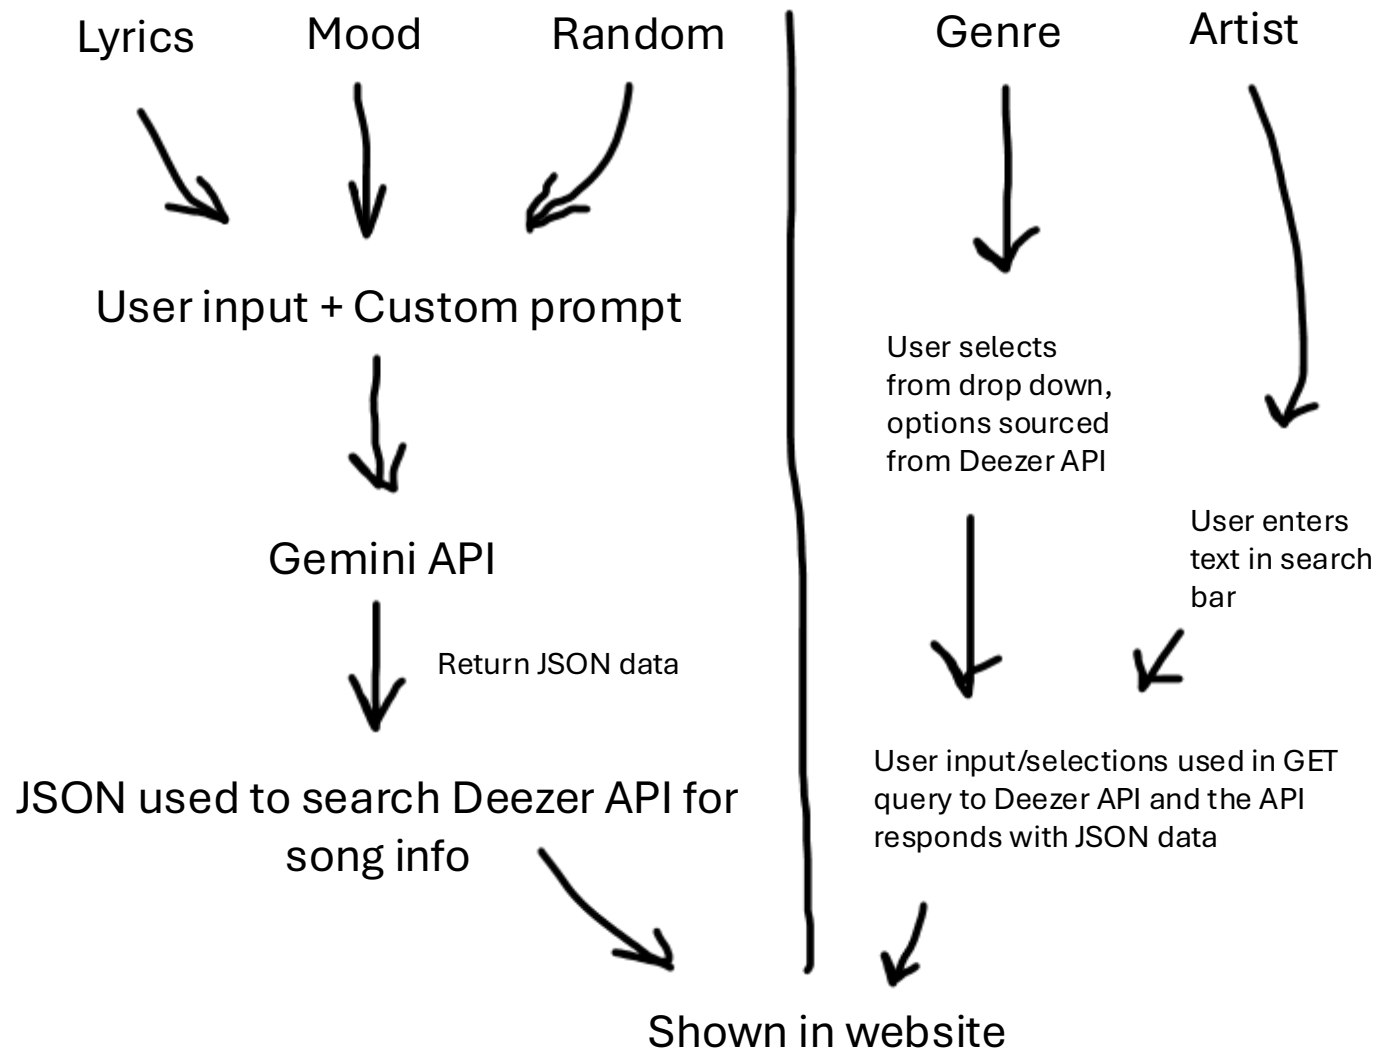 Lyrics
Mood
Random
Genre
Artist
User input + Custom prompt
User selects
from drop down,
options sourced
from Deezer API
Gemini API
User enters
text in search
bar
Return JSON data
JSON used to search Deezer API for
song info
User input/selections used in GET
query to Deezer API and the API
responds with JSON data
Shown in website